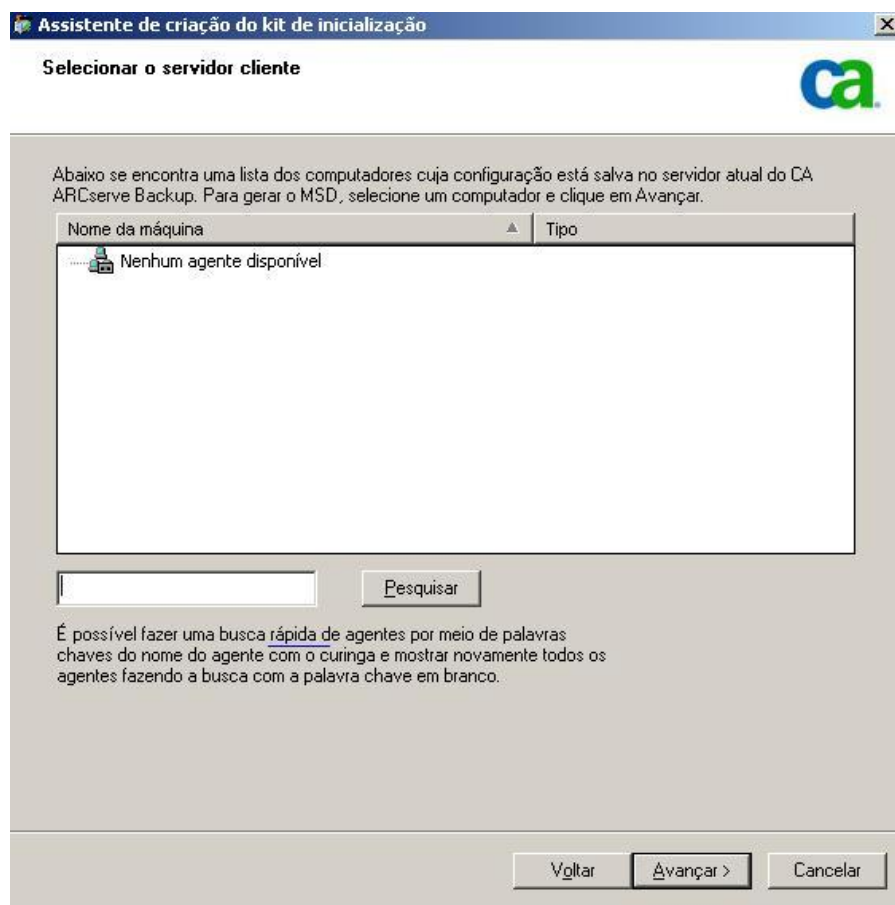 Assistente de criação do kit de inicialização
Selecionar o servidor cliente
ca
Abaixo se encontra uma lista dos computadores cuja configuração está salva no servidor atual do CA
ARCserve Backup. Para gerar o MSD, selecione um computador e clique em Avançar.
Nome da máquina Tipo
Nenhum agente disponível
Pesquisar
É possível fazer uma busca rápida de agentes por meio de palavras
chaves do nome do agente com o curinga e mostrar novamente todos os
agentes fazendo a busca com a palavra chave em branco.
Voltar Avançar > Cancelar